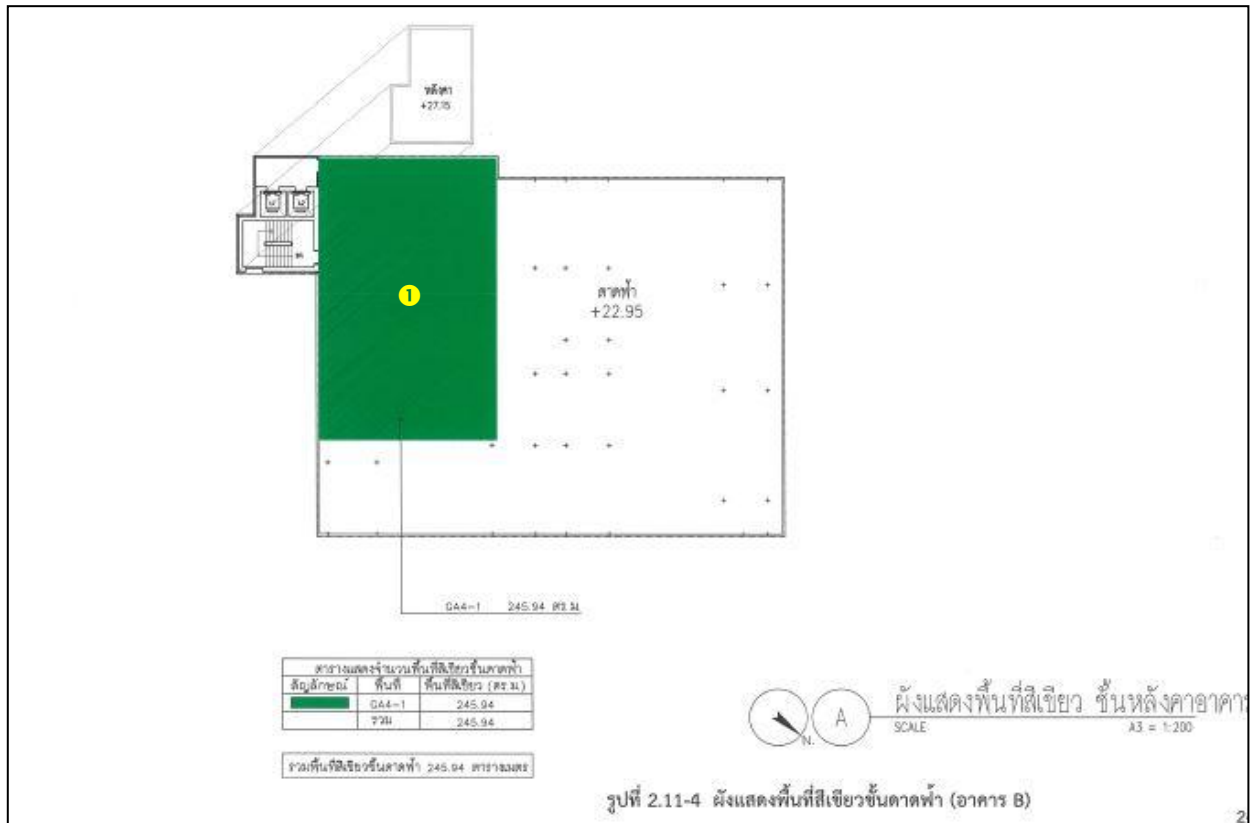 หลังคา
+27.15
1
ดาดฟ้า
+22.95
GA4-1 245.94 ตร.ม.
ตารางแสดงจำนวนพื้นที่สีเขียวชั้นดาดฟ้า
สัญลักษณ์ พื้นที่ พื้นที่สีเขียว (ตร.ม.)
GA4-1 245.94
รวม 245.94
รวมพื้นที่สีเขียวชั้นดาดฟ้า 245.94 ตารางเมตร
N.
A
ผังแสดงพื้นที่สีเขียว ชั้นหลังคาอาคาร
SCALE A3 = 1:200
รูปที่ 2.11-4 ผังแสดงพื้นที่สีเขียวชั้นดาดฟ้า (อาคาร B)
2